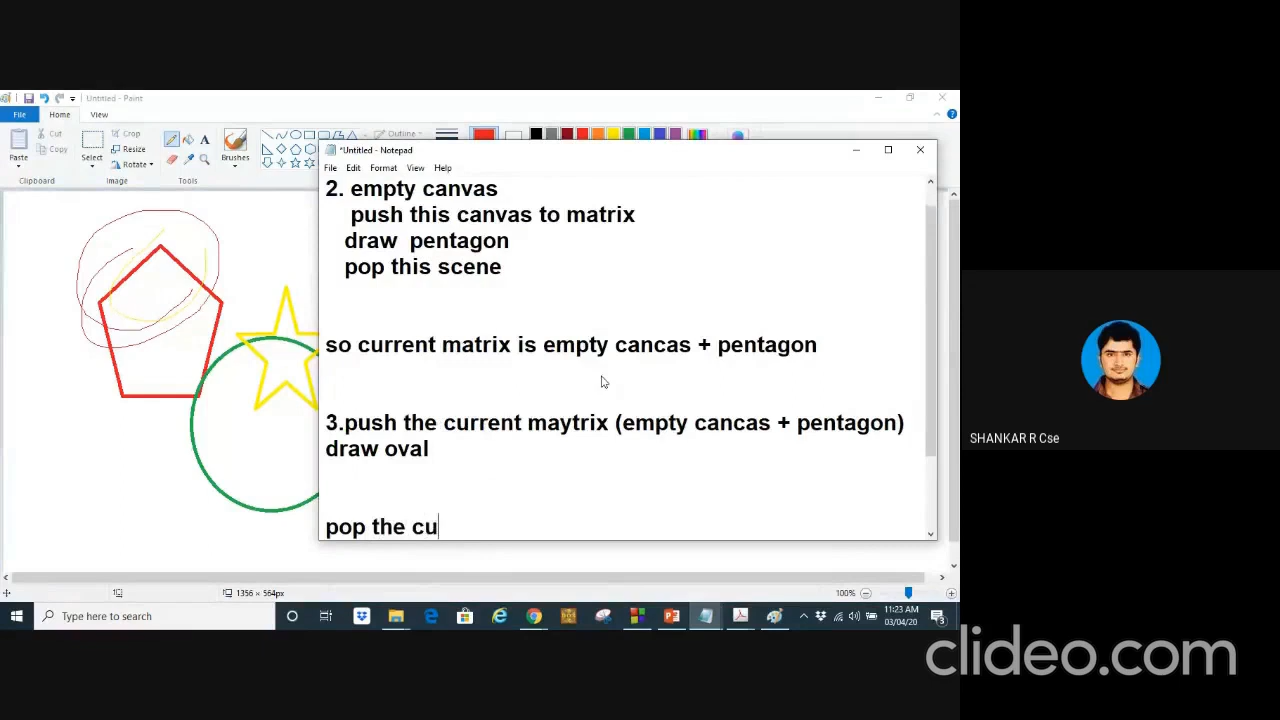 Untitled - Paint
File Home View
Paste
Cut
Copy
Clipboard
Select
Crop
Resize
Rotate
Image
Tools
Brushes
Outline
*Untitled - Notepad
File Edit Format View Help
2. empty canvas
push this canvas to matrix
draw pentagon
pop this scene
so current matrix is empty cancas + pentagon
3.push the current maytrix (empty cancas + pentagon)
draw oval
pop the cu
1356 × 564px
100%
Type here to search
11:23 AM
03/04/20
3
SHANKAR R Cse
clideo.com